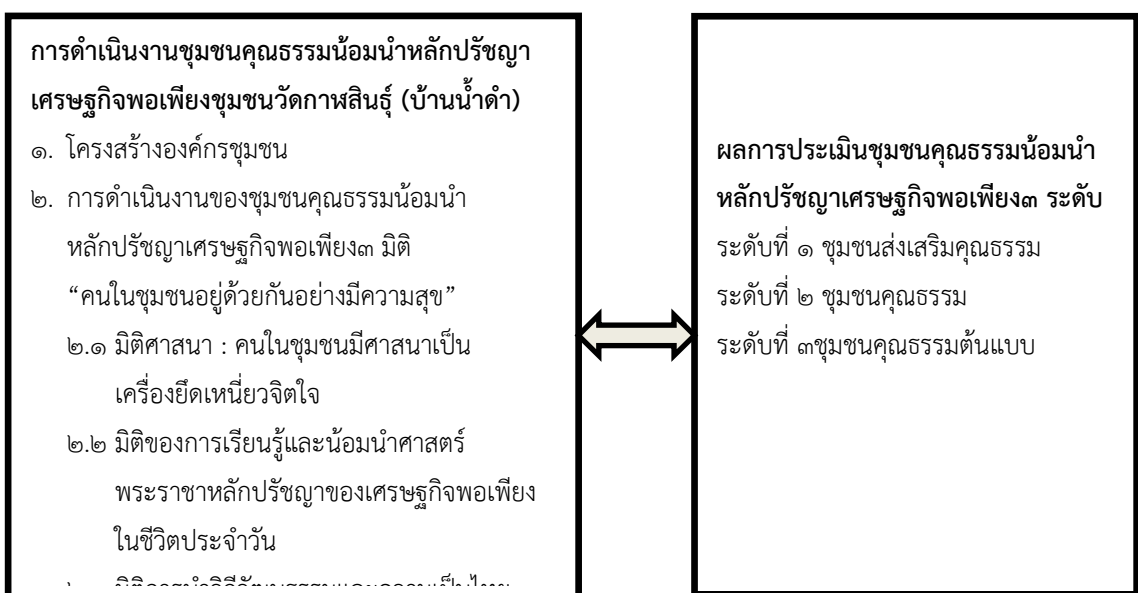 การดำเนินงานชุมชนคุณธรรมน้อมนำหลักปรัชญา
เศรษฐกิจพอเพียงชุมชนวัดกาฬสินธุ์ (บ้านน้ำดำ)
๑. โครงสร้างองค์กรชุมชน
๒. การดำเนินงานของชุมชนคุณธรรมน้อมนำ
หลักปรัชญาเศรษฐกิจพอเพียง๓ มิติ
“คนในชุมชนอยู่ด้วยกันอย่างมีความสุข”
๒.๑ มิติศาสนา : คนในชุมชนมีศาสนาเป็น
เครื่องยึดเหนี่ยวจิตใจ
๒.๒ มิติของการเรียนรู้และน้อมนำศาสตร์
พระราชาหลักปรัชญาของเศรษฐกิจพอเพียง
ในชีวิตประจำวัน
ผลการประเมินชุมชนคุณธรรมน้อมนำ
หลักปรัชญาเศรษฐกิจพอเพียง๓ ระดับ
ระดับที่ ๑ ชุมชนส่งเสริมคุณธรรม
ระดับที่ ๒ ชุมชนคุณธรรม
ระดับที่ ๓ชุมชนคุณธรรมต้นแบบ